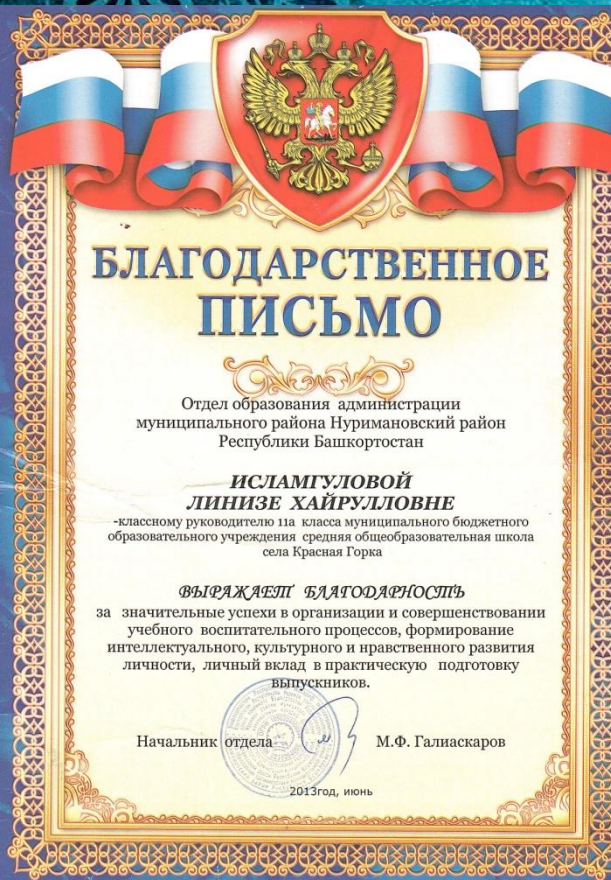 БЛАГОДАРСТВЕННОЕ
ПИСЬМО
Отдел образования администрации
муниципального района Нуримановский район
Республики Башкортостан
ИСЛАМГУЛОВОЙ
ЛИНИЗЕ ХАЙРУЛЛОВНЕ
-классному руководителю 11а класса муниципального бюджетного
образовательного учреждения средняя общеобразовательная школа
села Красная Горка
ВЫРАЖАЕТ БЛАГОДАРНОСТЬ
за значительные успехи в организации и совершенствовании
учебного воспитательного процессов, формирование
интеллектуального, культурного и нравственного развития
личности, личный вклад в практическую подготовку
выпускников.
Начальник отдела М.Ф. Галиаскаров
2013год, июнь